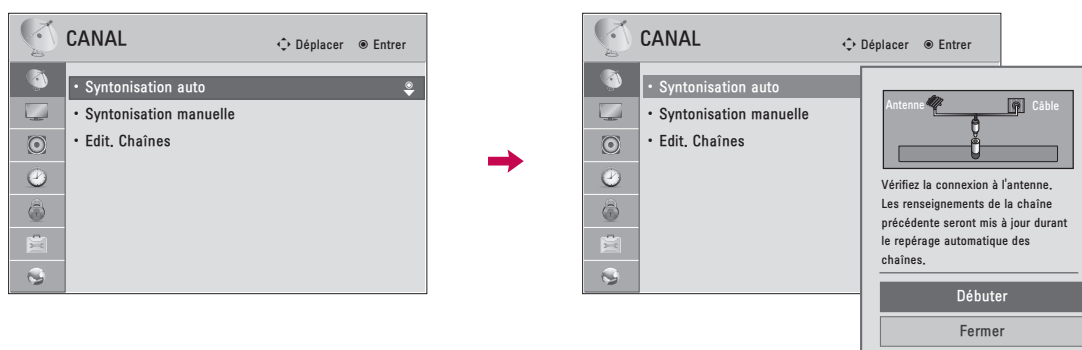 CANAL
Déplacer Entrer
• Syntonisation auto
• Syntonisation manuelle
• Edit. Chaînes
CANAL
Déplacer Entrer
• Syntonisation auto
• Syntonisation manuelle
• Edit. Chaînes
Antenne Câble
Vérifiez la connexion à l'antenne.
Les renseignements de la chaîne
précédente seront mis à jour durant
le repérage automatique des
chaînes.
Débuter
Fermer